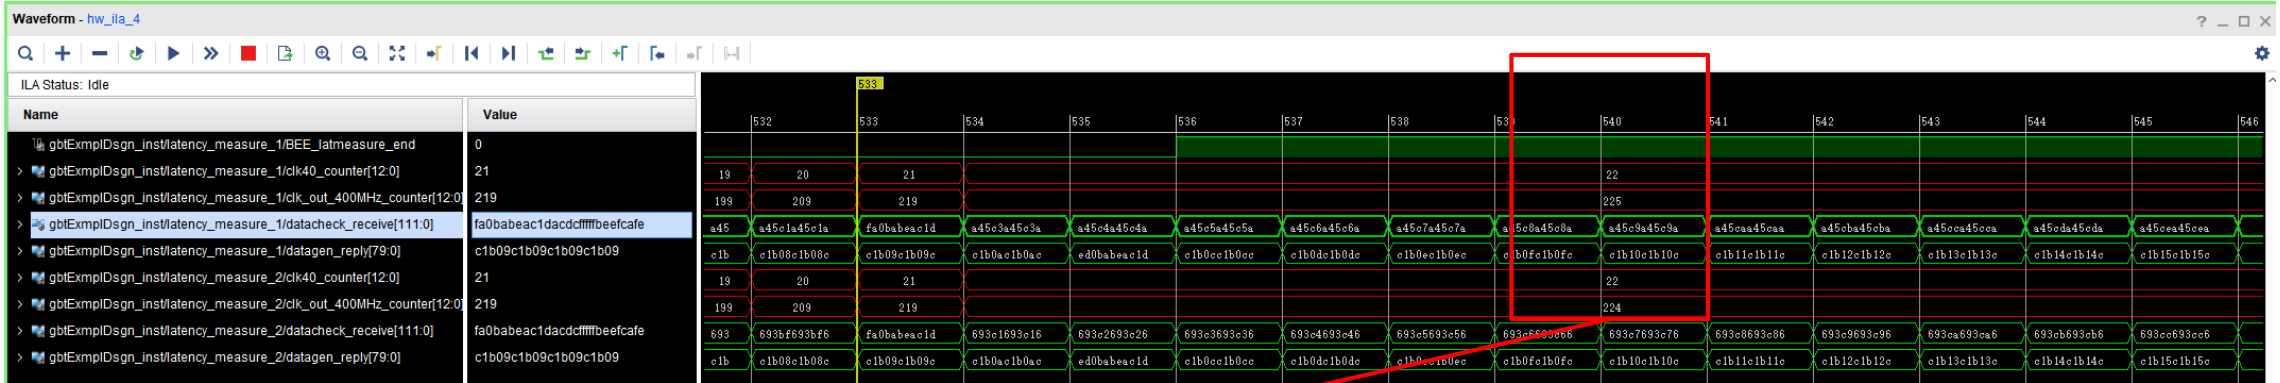 Waveform - hw_ila_4
? _
ILA Status: Idle
Name Value
533
532 533 534 535 536 537 538 539 540 541 542 543 544 545 546
gbtExmplDsgn_inst/latency_measure_1/BEE_latmeasure_end 0
gbtExmplDsgn_inst/latency_measure_1/clk40_counter[12:0] 21 19 20 21 22
gbtExmplDsgn_inst/latency_measure_1/clk_out_400MHz_counter[12:0] 219 199 209 219 225
gbtExmplDsgn_inst/latency_measure_1/datacheck_receive[111:0] fa0babeac1dacdcfffffbeefcafe a45 a45c1a45c1a fa0babeac1d a45c3a45c3a a45c4a45c4a a45c5a45c5a a45c6a45c6a a45c7a45c7a a45c8a45c8a a45c9a45c9a a45caa45caa a45cba45cba a45cca45cca a45cda45cda a45cea45cea
gbtExmplDsgn_inst/latency_measure_1/datagen_reply[79:0] c1b09c1b09c1b09c1b09 c1b c1b08c1b08c c1b09c1b09c c1b0ac1b0ac ed0babeac1d c1b0cc1b0cc c1b0dc1b0dc c1b0ec1b0ec c1b0fc1b0fc c1b10c1b10c c1b11c1b11c c1b12c1b12c c1b13c1b13c c1b14c1b14c c1b15c1b15c
gbtExmplDsgn_inst/latency_measure_2/clk40_counter[12:0] 21 19 20 21 22
gbtExmplDsgn_inst/latency_measure_2/clk_out_400MHz_counter[12:0] 219 199 209 219 224
gbtExmplDsgn_inst/latency_measure_2/datacheck_receive[111:0] fa0babeac1dacdcfffffbeefcafe 693 693bf693bf6 fa0babeac1d 693c1693c16 693c2693c26 693c3693c36 693c4693c46 693c5693c56 693c6693c66 693c7693c76 693c8693c86 693c9693c96 693ca693ca6 693cb693cb6 693cc693cc6
gbtExmplDsgn_inst/latency_measure_2/datagen_reply[79:0] c1b09c1b09c1b09c1b09 c1b c1b08c1b08c c1b09c1b09c c1b0ac1b0ac ed0babeac1d c1b0cc1b0cc c1b0dc1b0dc c1b0ec1b0ec c1b0fc1b0fc c1b10c1b10c c1b11c1b11c c1b12c1b12c c1b13c1b13c c1b14c1b14c c1b15c1b15c